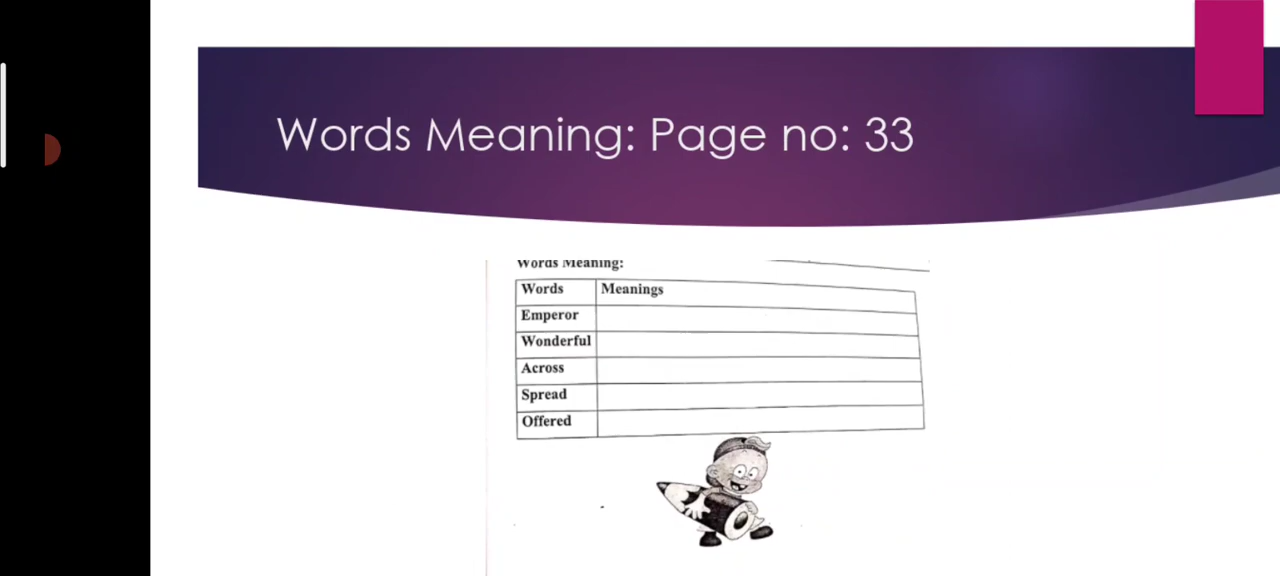 Words Meaning: Page no: 33
Words Meaning:
Words Meanings
Emperor
Wonderful
Across
Spread
Offered